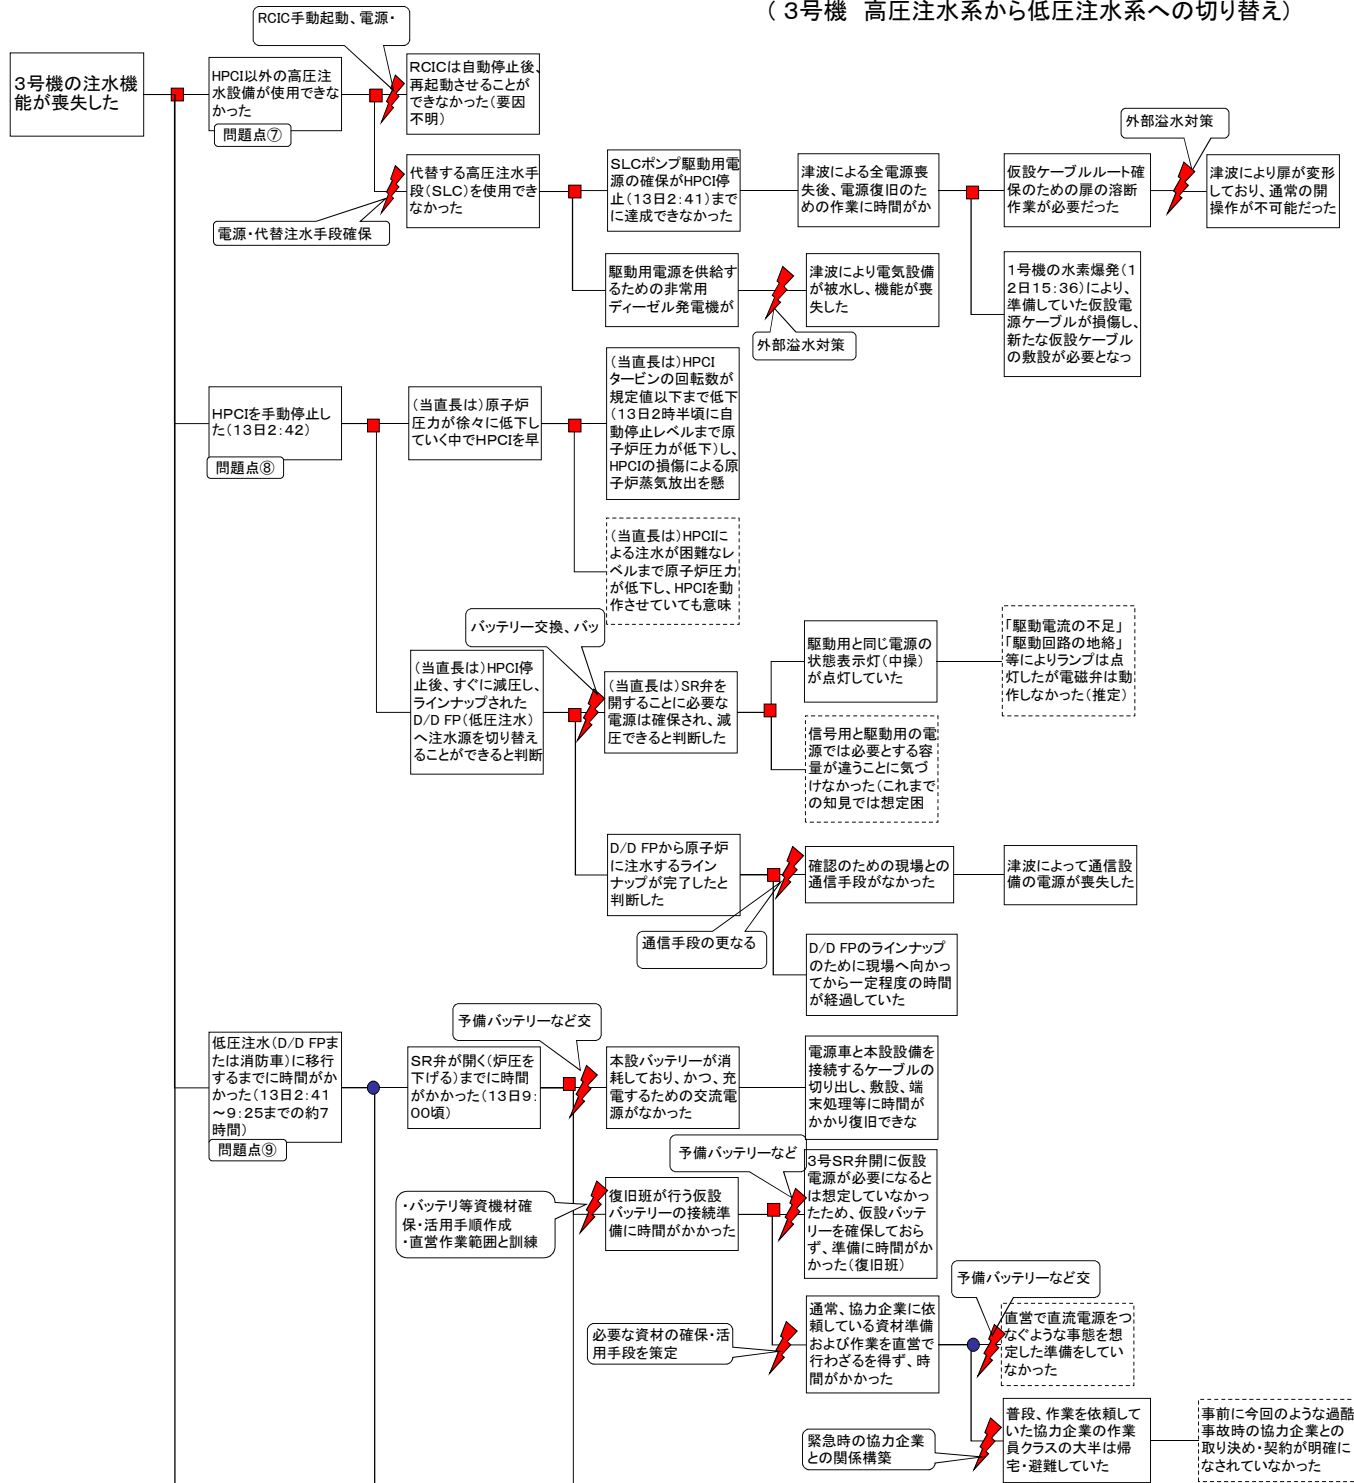 （3号機　高圧注水系から低圧注水系への切り替え）
RCIC手動起動、電源・
3号機の注水機
能が喪失した
HPCI以外の高圧注
水設備が使用できな
かった
問題点⑦
RCICは自動停止後、
再起動させることが
できなかった（要因
不明）
代替する高圧注水手
段（SLC）を使用でき
なかった
電源・代替注水手段確保
SLCポンプ駆動用電
源の確保がHPCI停
止（13日2：41）まで
に達成できなかった
津波による全電源喪
失後、電源復旧のた
めの作業に時間がか
仮設ケーブルルート確
保のための扉の溶断
作業が必要だった
外部溢水対策
津波により扉が変形
しており、通常の開
操作が不可能だった
駆動用電源を供給す
るための非常用
ディーゼル発電機が
津波により電気設備
が被水し、機能が喪
失した
外部溢水対策
1号機の水素爆発（1
2日15：36）により、
準備していた仮設電
源ケーブルが損傷し、
新たな仮設ケーブル
の敷設が必要となっ
HPCIを手動停止し
た（13日2：42）
問題点⑧
（当直長は）原子炉
圧力が徐々に低下し
ていく中でHPCIを早
（当直長は）HPCI
タービンの回転数が
規定値以下まで低下
（13日2時半頃に自
動停止レベルまで原
子炉圧力が低下）し、
HPCIの損傷による原
子炉蒸気放出を懸
（当直長は）HPCIに
よる注水が困難なレ
ベルまで原子炉圧力
が低下し、HPCIを動
作させていても意味
バッテリー交換、バッ
（当直長は）HPCI停
止後、すぐに減圧し、
ラインナップされた
D/D FP（低圧注水）
へ注水源を切り替え
ることができると判断
（当直長は）SR弁を
開することに必要な
電源は確保され、減
圧できると判断した
駆動用と同じ電源の
状態表示灯（中操）
が点灯していた
「駆動電流の不足」
「駆動回路の地絡」
等によりランプは点
灯したが電磁弁は動
作しなかった（推定）
信号用と駆動用の電
源では必要とする容
量が違うことに気づ
けなかった（これまで
の知見では想定困
D/D FPから原子炉
に注水するライン
ナップが完了したと
判断した
通信手段の更なる
確認のための現場との
通信手段がなかった
津波によって通信設
備の電源が喪失した
D/D FPのラインナップ
のために現場へ向かっ
てから一定程度の時間
が経過していた
低圧注水（D/D FPま
たは消防車）に移行
するまでに時間がか
かった（13日2：41
～9：25までの約7
時間）
問題点⑨
SR弁が開く（炉圧を
下げる）までに時間
がかかった（13日9：
00頃）
予備バッテリーなど交
本設バッテリーが消
耗しており、かつ、充
電するための交流電
源がなかった
電源車と本設設備を
接続するケーブルの
切り出し、敷設、端
末処理等に時間が
かかり復旧できな
・バッテリ等資機材確
保・活用手順作成
・直営作業範囲と訓練
復旧班が行う仮設
バッテリーの接続準
備に時間がかかった
予備バッテリーなど
3号SR弁開に仮設
電源が必要になると
は想定していなかっ
たため、仮設バッテ
リーを確保しておら
ず、準備に時間がか
かった（復旧班）
必要な資材の確保・活
用手段を策定
通常、協力企業に依
頼している資材準備
および作業を直営で
行わざるを得ず、時
間がかかった
予備バッテリーなど交
直営で直流電源をつ
なぐような事態を想
定した準備をしてい
なかった
緊急時の協力企業
との関係構築
普段、作業を依頼して
いた協力企業の作業
員クラスの大半は帰
宅・避難していた
事前に今回のような過酷
事故時の協力企業との
取り決め・契約が明確に
なされていなかった